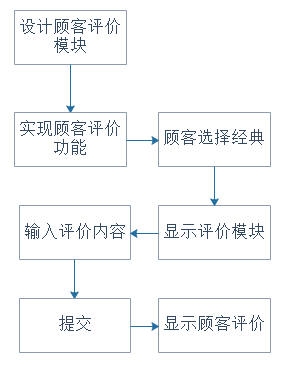 设计顾客评价
模块
实现顾客评价
功能
顾客选择经典
显示评价模块
输入评价内容
提交
显示顾客评价